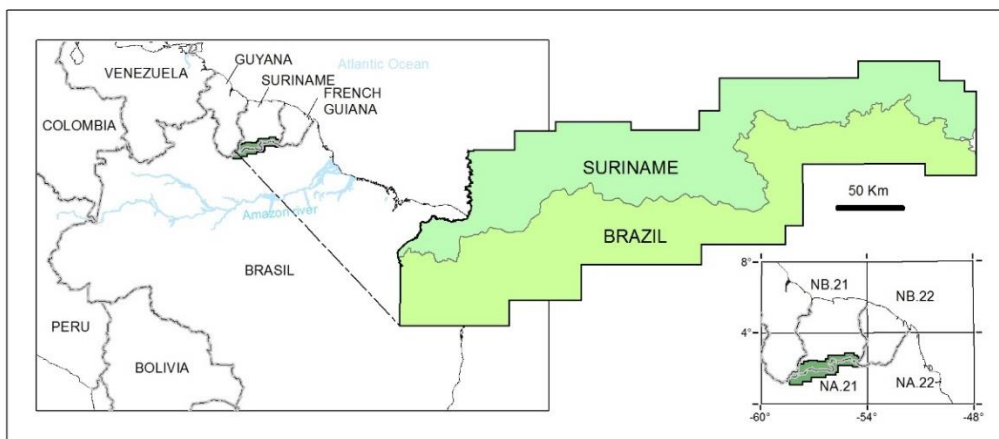 GUYANA
VENEZUELA
SURINAME
Atlantic Ocean
FRENCH
GUIANA
COLOMBIA
Amazon river
BRASIL
PERU
BOLIVIA
SURINAME
BRAZIL
50 Km
8°
4°
NB.21
NB.22
NA.21
NA.22
-60°
-54°
-48°